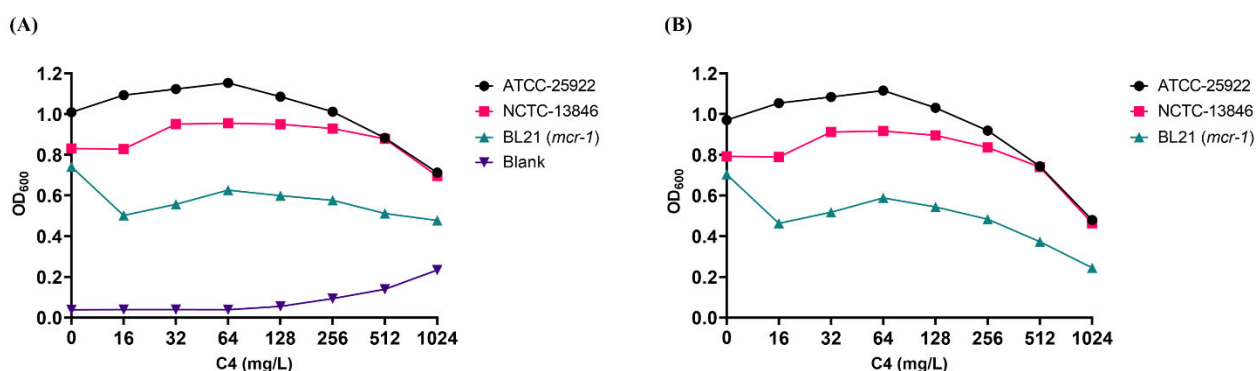 (A)
OD600
1.2
1.0
0.8
0.6
0.4
0.2
0.0
0 16 32 64 128 256 512 1024
C4 (mg/L)
ATCC-25922
NCTC-13846
BL21 (mcr-1)
Blank
(B)
OD600
1.2
1.0
0.8
0.6
0.4
0.2
0.0
0 16 32 64 128 256 512 1024
C4 (mg/L)
ATCC-25922
NCTC-13846
BL21 (mcr-1)